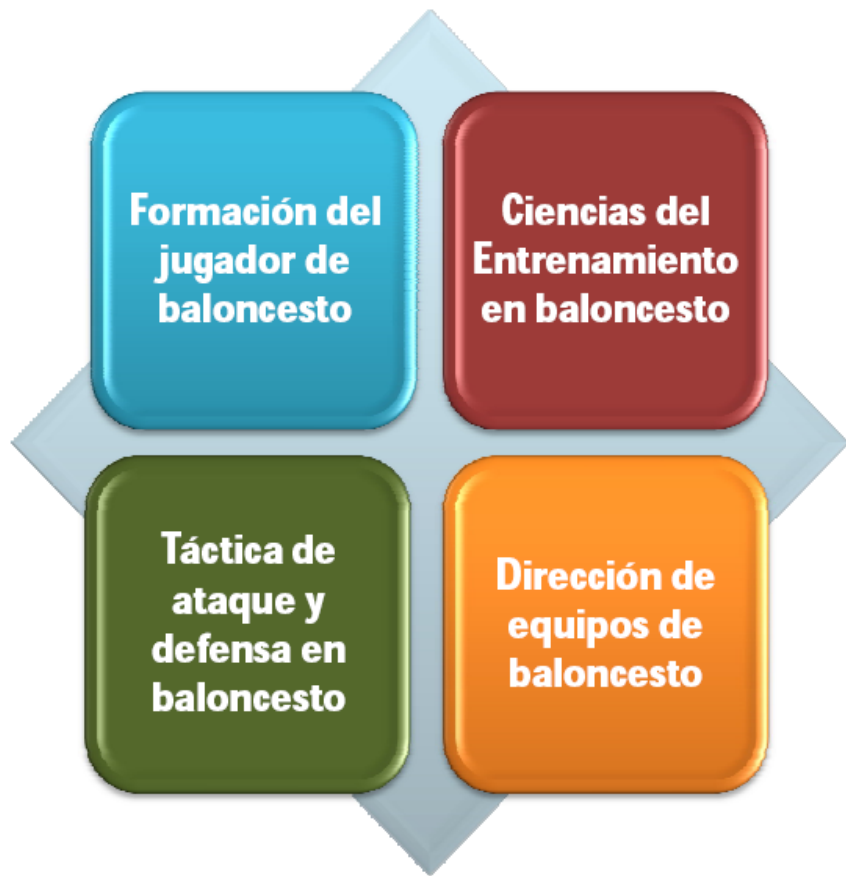 Formación del
jugador de
baloncesto
Ciencias del
Entrenamiento
en baloncesto
Táctica de
ataque y
defensa en
baloncesto
Dirección de
equipos de
baloncesto